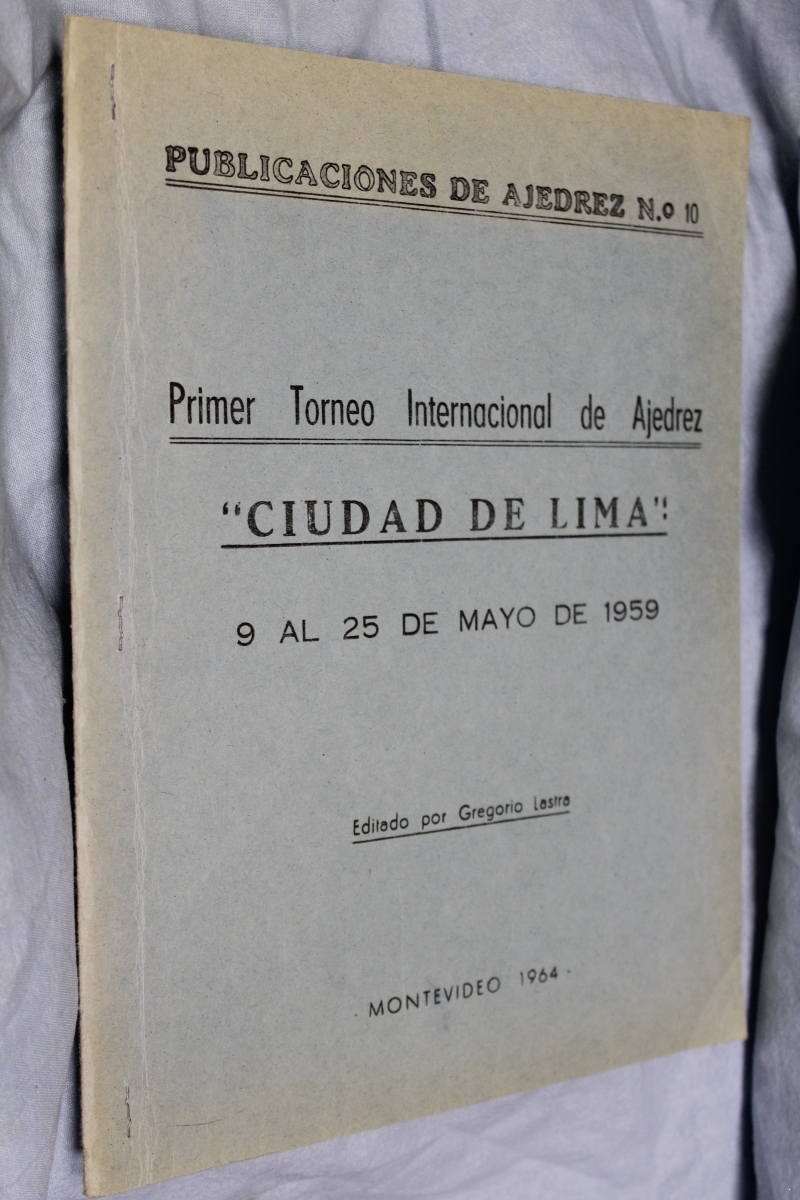 PUBLICACIONES DE AJEDREZ N.º 10
Primer Torneo Internacional de Ajedrez
"CIUDAD DE LIMA"
9 AL 25 DE MAYO DE 1959
Editado por Gregorio Lastra
MONTEVIDEO 1964